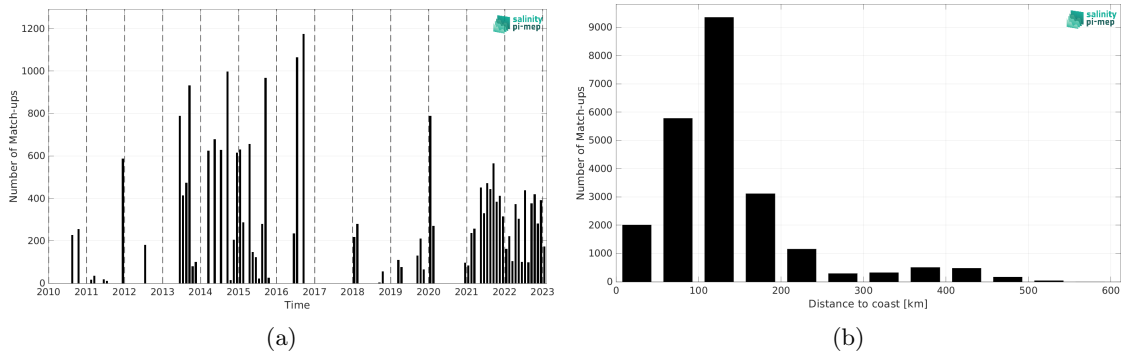 1200
1000
800
600
400
200
0
Number of Match-ups
2010 2011 2012 2013 2014 2015 2016 2017 2018 2019 2020 2021 2022 2023
Time
salinity
pi-mep
(a)
9000
8000
7000
6000
5000
4000
3000
2000
1000
0
Number of Match-ups
0 100 200 300 400 500 600
Distance to coast [km]
salinity
pi-mep
(b)